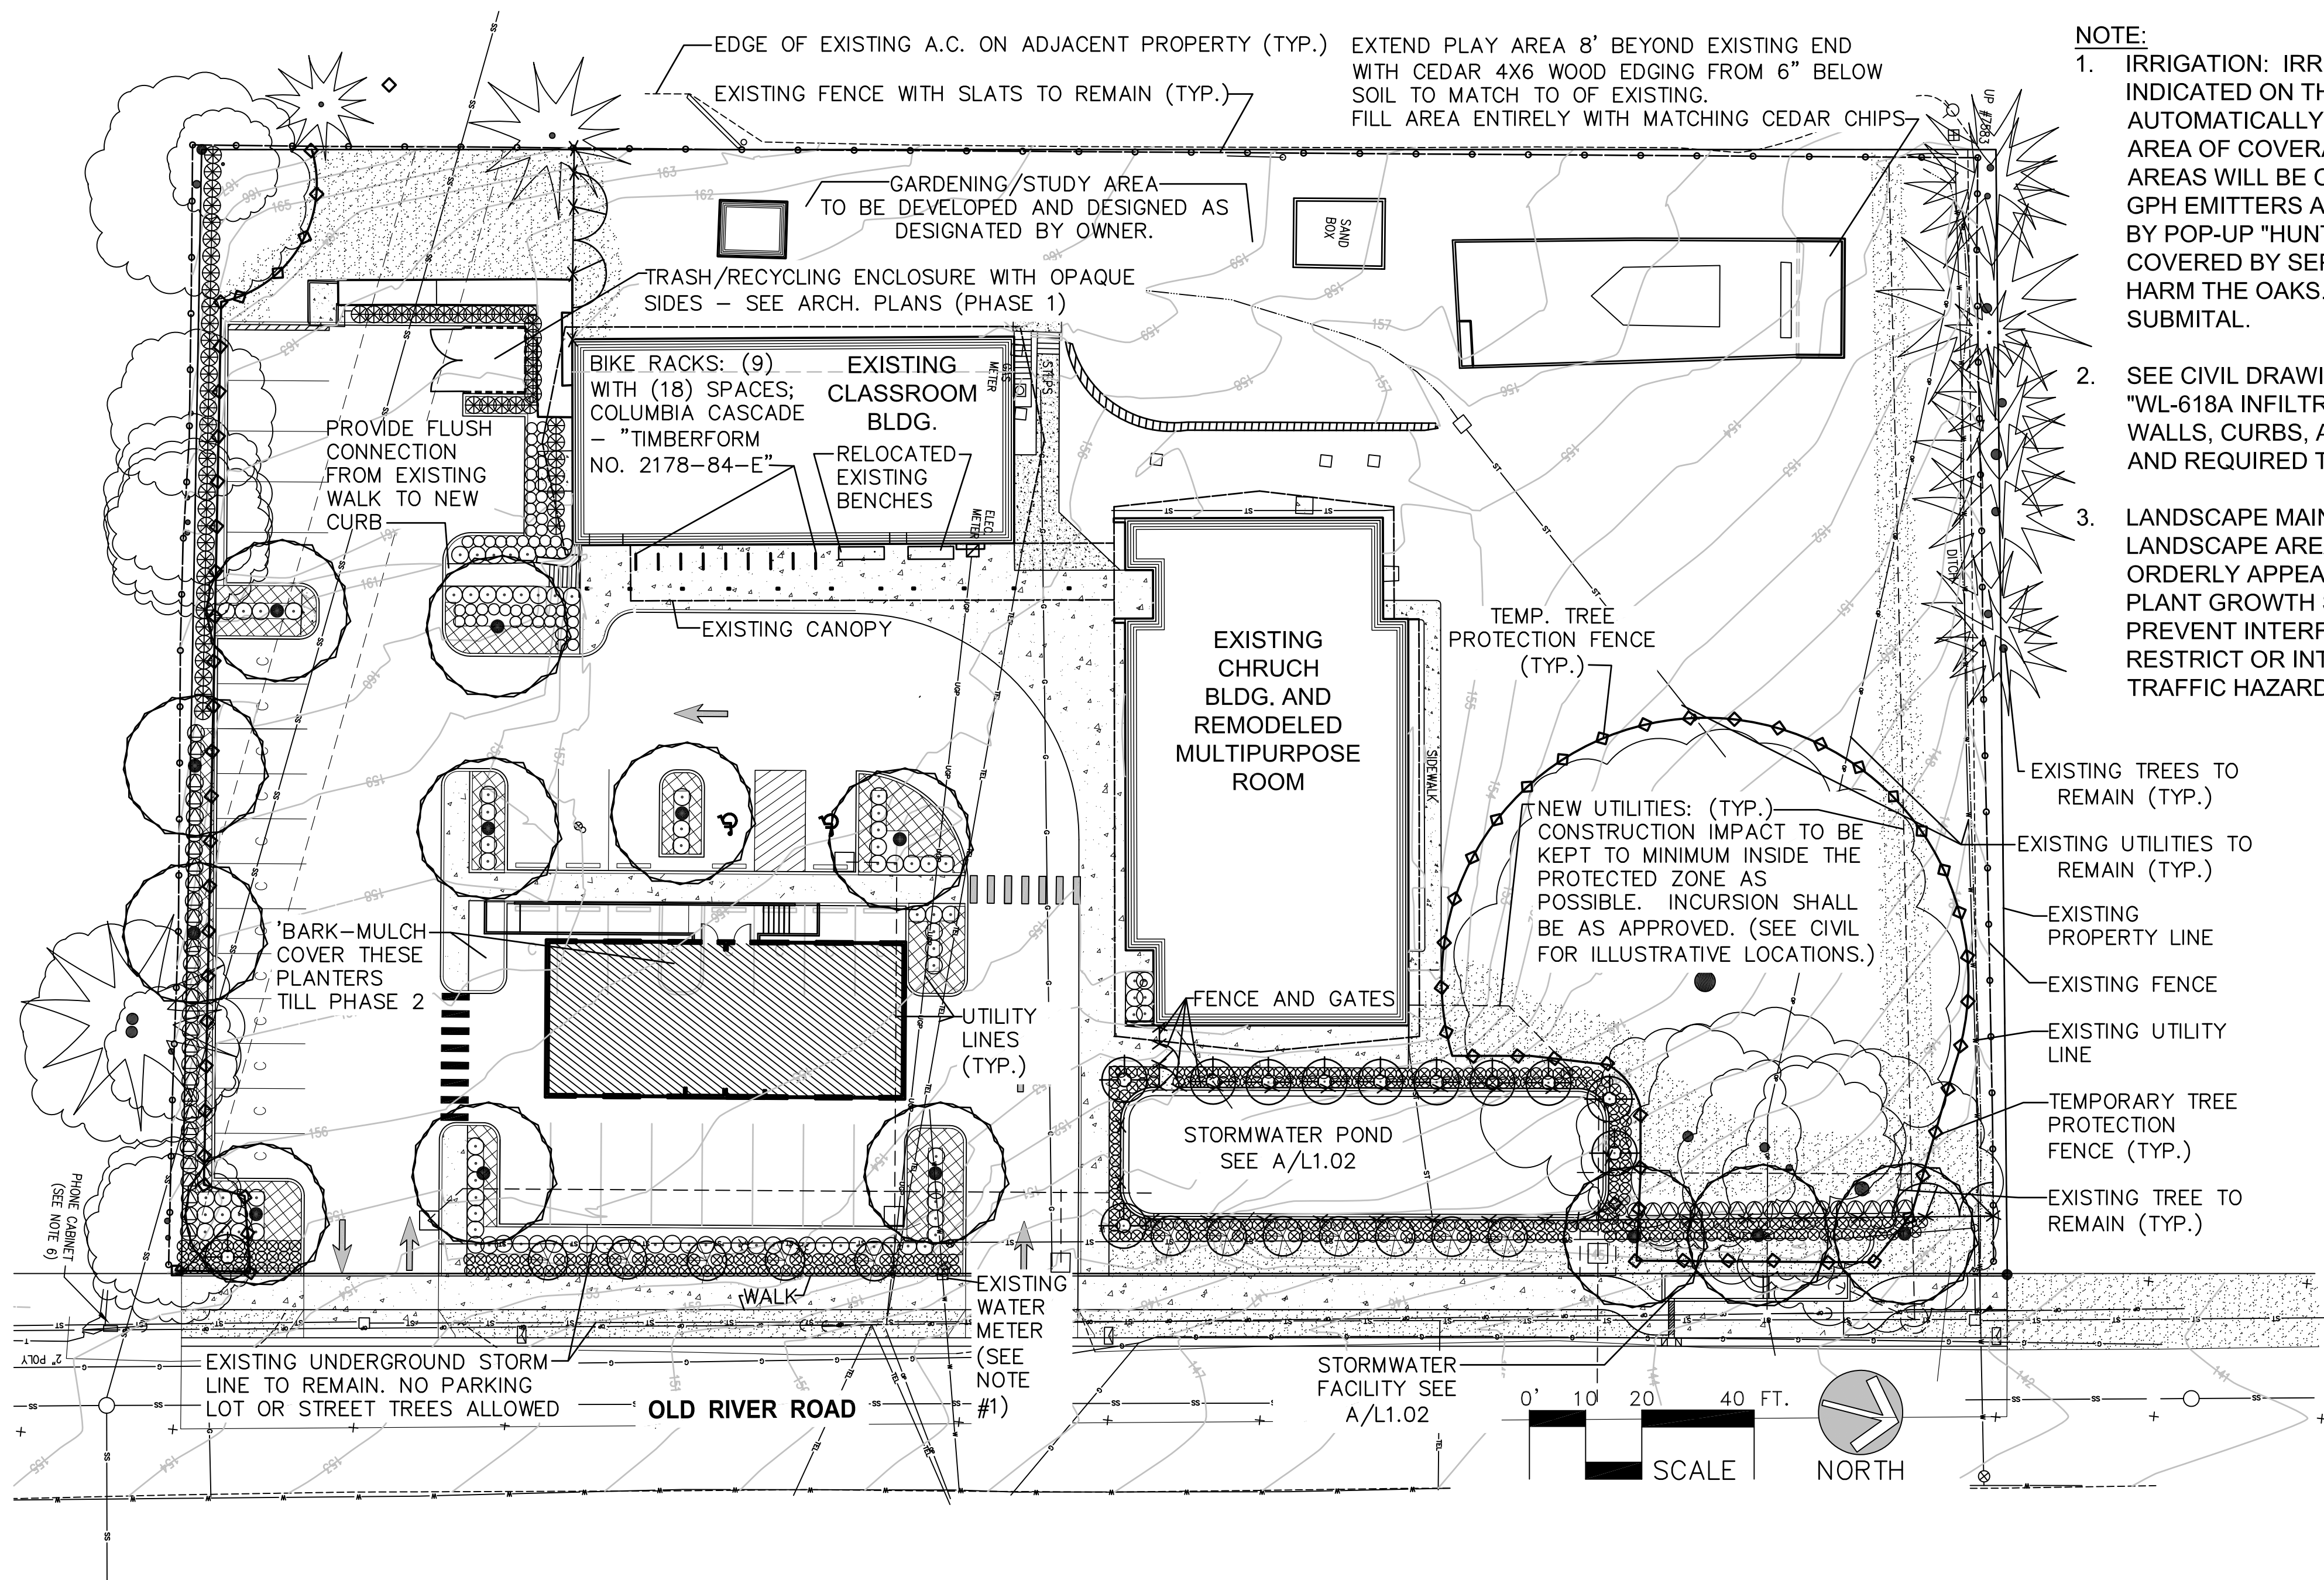 EDGE OF EXISTING A.C. ON ADJACENT PROPERTY (TYP.)
EXISTING FENCE WITH SLATS TO REMAIN (TYP.)
EXTEND PLAY AREA 8' BEYOND EXISTING END
WITH CEDAR 4X6 WOOD EDGING FROM 6" BELOW
SOIL TO MATCH TO OF EXISTING.
FILL AREA ENTIRELY WITH MATCHING CEDAR CHIPS
UP #783
NOTE:
1. IRRIGATION: IRR
INDICATED ON TH
AUTOMATICALLY
AREA OF COVERA
AREAS WILL BE C
GPH EMITTERS A
BY POP-UP "HUNT
COVERED BY SEP
HARM THE OAKS.
SUBMITAL.
2. SEE CIVIL DRAWI
"WL-618A INFILTR
WALLS, CURBS, A
AND REQUIRED T
3. LANDSCAPE MAIN
LANDSCAPE ARE
ORDERLY APPEA
PLANT GROWTH
PREVENT INTERF
RESTRICT OR INT
TRAFFIC HAZARD
GARDENING/STUDY AREA
TO BE DEVELOPED AND DESIGNED AS
DESIGNATED BY OWNER.
SAND
BOX
TRASH/RECYCLING ENCLOSURE WITH OPAQUE
SIDES – SEE ARCH. PLANS (PHASE 1)
BIKE RACKS: (9)
WITH (18) SPACES;
COLUMBIA CASCADE
– "TIMBERFORM
NO. 2178-84-E"
EXISTING
CLASSROOM
BLDG.
RELOCATED
EXISTING
BENCHES
GAS
METER
STEPS
ELEC.
METER
PROVIDE FLUSH
CONNECTION
FROM EXISTING
WALK TO NEW
CURB
EXISTING CANOPY
EXISTING
CHRUCH
BLDG. AND
REMODELED
MULTIPURPOSE
ROOM
SIDEWALK
DITCH
TEMP. TREE
PROTECTION FENCE
(TYP.)
NEW UTILITIES: (TYP.)
CONSTRUCTION IMPACT TO BE
KEPT TO MINIMUM INSIDE THE
PROTECTED ZONE AS
POSSIBLE. INCURSION SHALL
BE AS APPROVED. (SEE CIVIL
FOR ILLUSTRATIVE LOCATIONS.)
EXISTING TREES TO
REMAIN (TYP.)
EXISTING UTILITIES TO
REMAIN (TYP.)
EXISTING
PROPERTY LINE
EXISTING FENCE
EXISTING UTILITY
LINE
TEMPORARY TREE
PROTECTION
FENCE (TYP.)
EXISTING TREE TO
REMAIN (TYP.)
'BARK-MULCH
COVER THESE
PLANTERS
TILL PHASE 2
UTILITY
LINES
(TYP.)
FENCE AND GATES
STORMWATER POND
SEE A/L1.02
PHONE CABINET
(SEE NOTE 6)
WALK
EXISTING
WATER
METER
(SEE
NOTE
#1)
2" POLY
EXISTING UNDERGROUND STORM
LINE TO REMAIN. NO PARKING
LOT OR STREET TREES ALLOWED
OLD RIVER ROAD
STORMWATER
FACILITY SEE
A/L1.02
0' 10 20 40 FT.
SCALE
NORTH